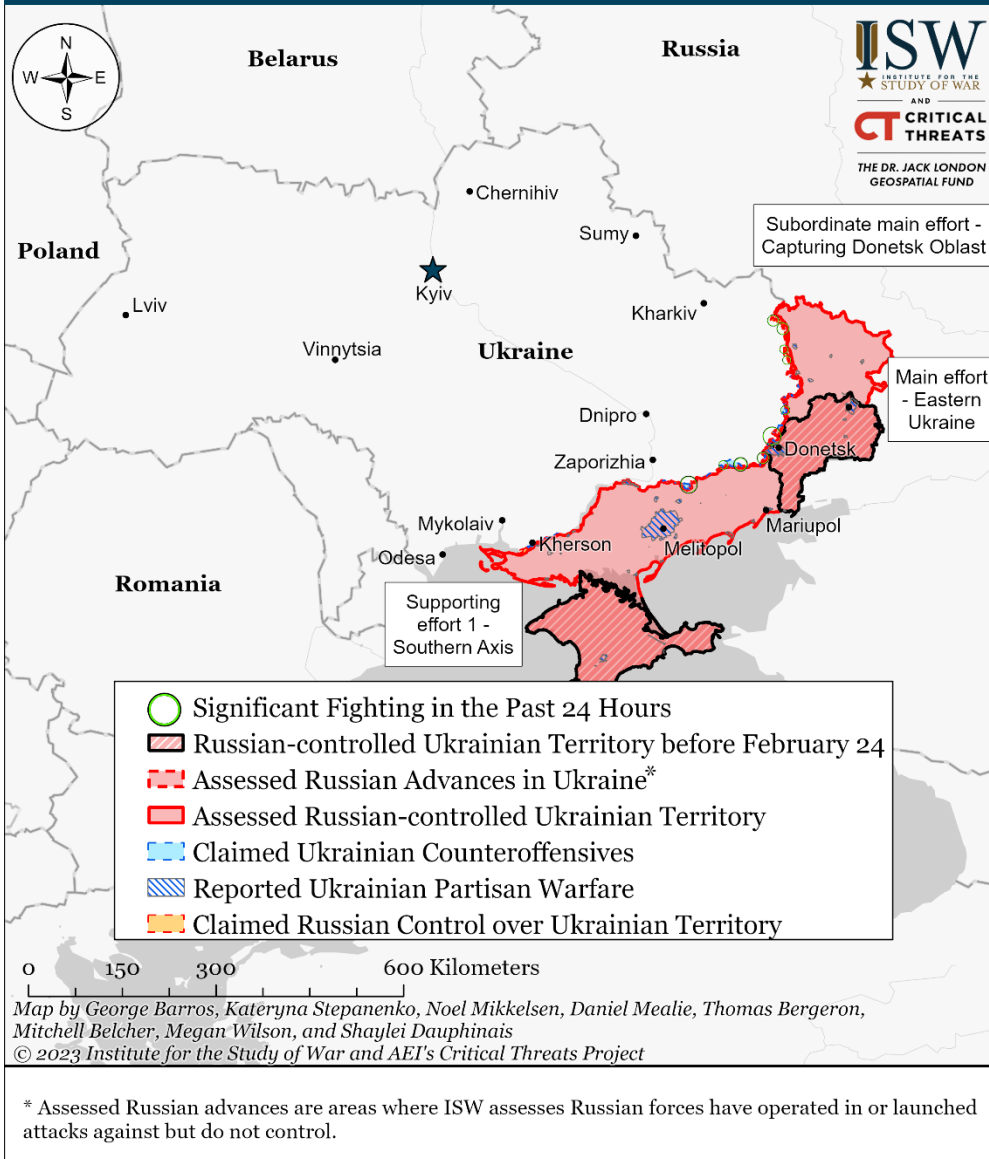 N
W
E
S
Belarus
Russia
ISW
INSTITUTE FOR THE
STUDY OF WAR
AND
CT CRITICAL
THREATS
THE DR. JACK LONDON
GEOSPATIAL FUND
Chernihiv
Subordinate main effort -
Capturing Donetsk Oblast
Sumy
Poland
Kyiv
Lviv
Kharkiv
Vinnytsia
Ukraine
Main effort
- Eastern
Ukraine
Dnipro
Donetsk
Zaporizhia
Mykolaiv
Mariupol
Kherson
Melitopol
Odesa
Romania
Supporting
effort 1 -
Southern Axis
Significant Fighting in the Past 24 Hours
Russian-controlled Ukrainian Territory before February 24
Assessed Russian Advances in Ukraine*
Assessed Russian-controlled Ukrainian Territory
Claimed Ukrainian Counteroffensives
Reported Ukrainian Partisan Warfare
Claimed Russian Control over Ukrainian Territory
0 150 300 600 Kilometers
Map by George Barros, Kateryna Stepanenko, Noel Mikkelsen, Daniel Mealie, Thomas Bergeron,
Mitchell Belcher, Megan Wilson, and Shaylei Dauphinais
© 2023 Institute for the Study of War and AEI's Critical Threats Project
* Assessed Russian advances are areas where ISW assesses Russian forces have operated in or launched
attacks against but do not control.